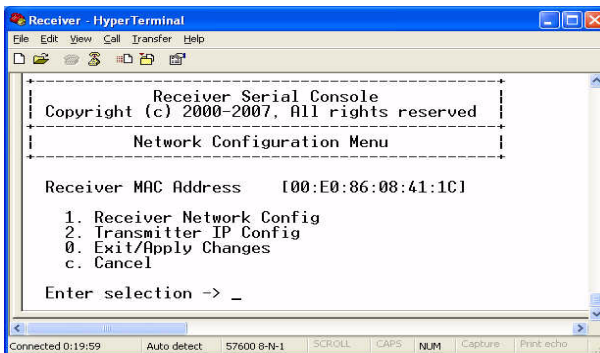 Receiver - HyperTerminal
File Edit View Call Transfer Help
Receiver Serial Console
Copyright (c) 2000-2007, All rights reserved
Network Configuration Menu
Receiver MAC Address [00:E0:86:08:41:1C]
1. Receiver Network Config
2. Transmitter IP Config
0. Exit/Apply Changes
c. Cancel
Enter selection -> _
Connected 0:19:59 Auto detect 57600 8-N-1 SCROLL CAPS NUM Capture Print echo